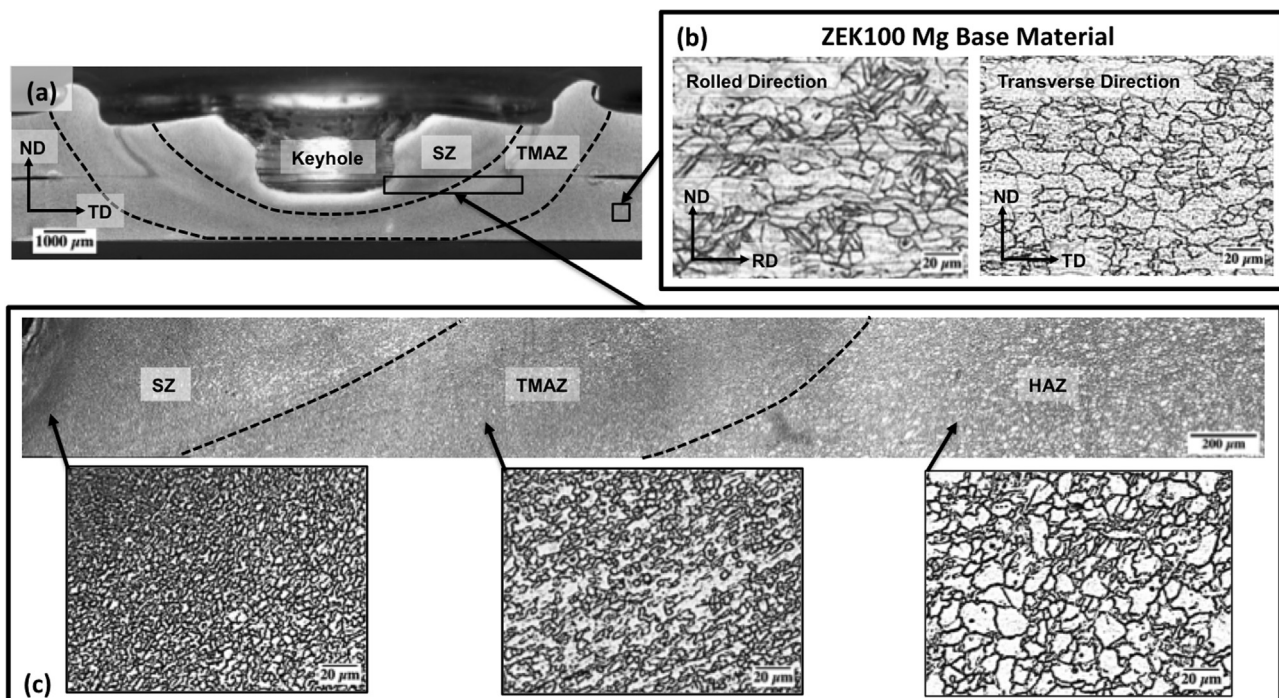 (a)
ND
TD
1000 µm
Keyhole
SZ
TMAZ
(b)
ZEK100 Mg Base Material
Rolled Direction
ND
RD
20 µm
Transverse Direction
ND
TD
20 µm
SZ
TMAZ
HAZ
200 µm
20 µm
20 µm
20 µm
(c)